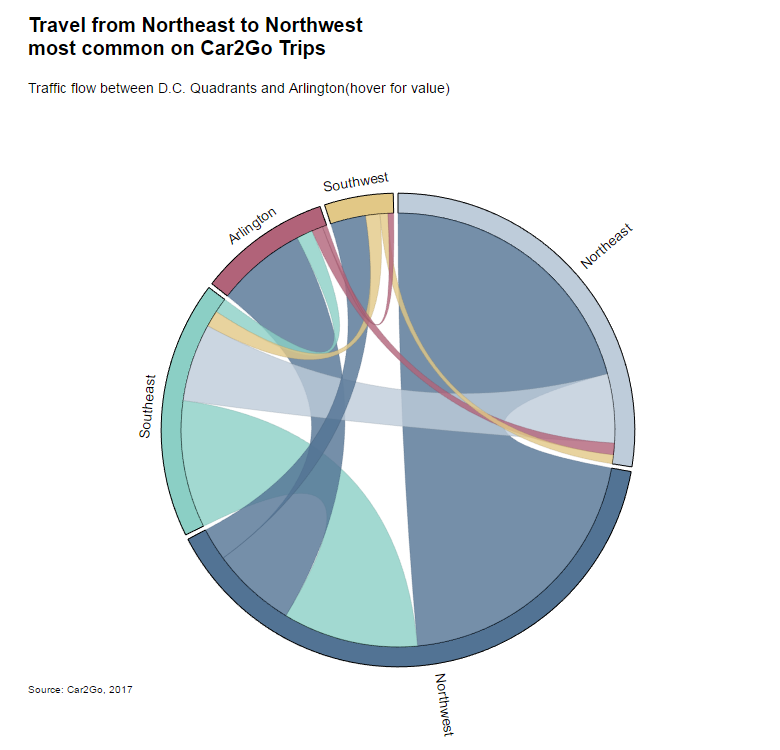 Travel from Northeast to Northwest
most common on Car2Go Trips
Traffic flow between D.C. Quadrants and Arlington(hover for value)
Southwest
Arlington
Northeast
Southeast
Northwest
Source: Car2Go, 2017